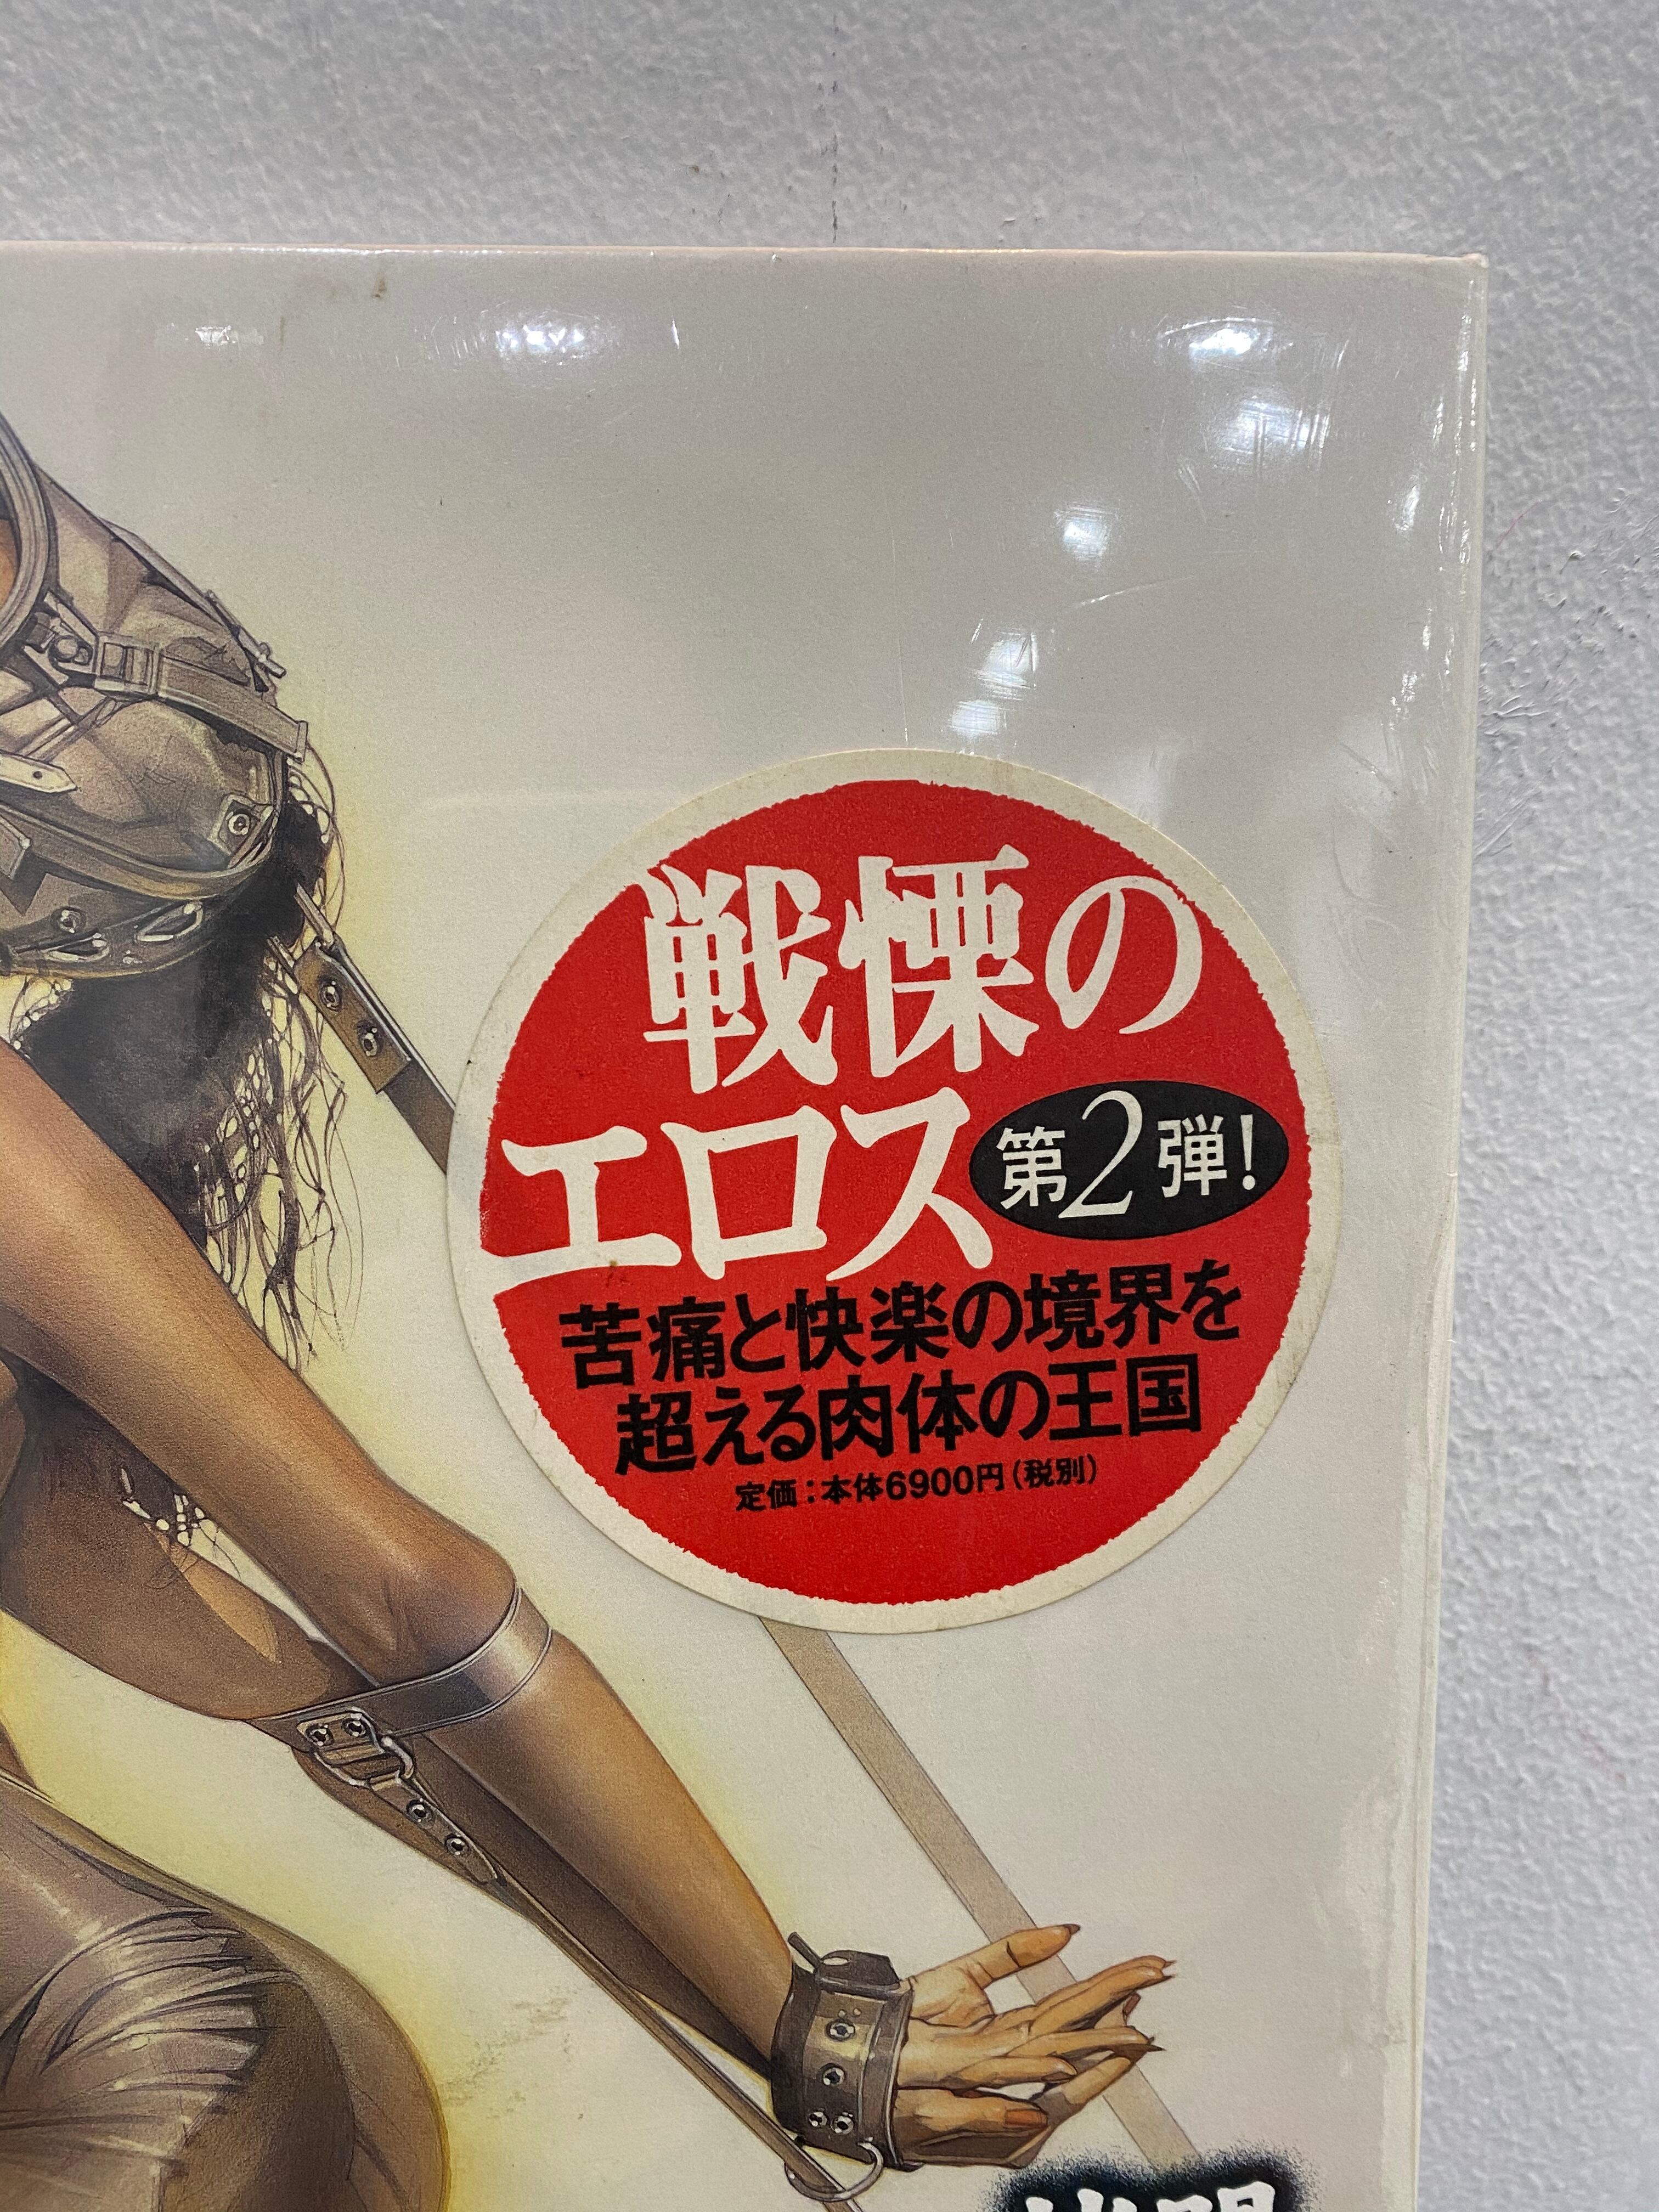 戦慄の
エロス 第2弾!
苦痛と快楽の境界を
超える肉体の王国
定価:本体6900円(税別)